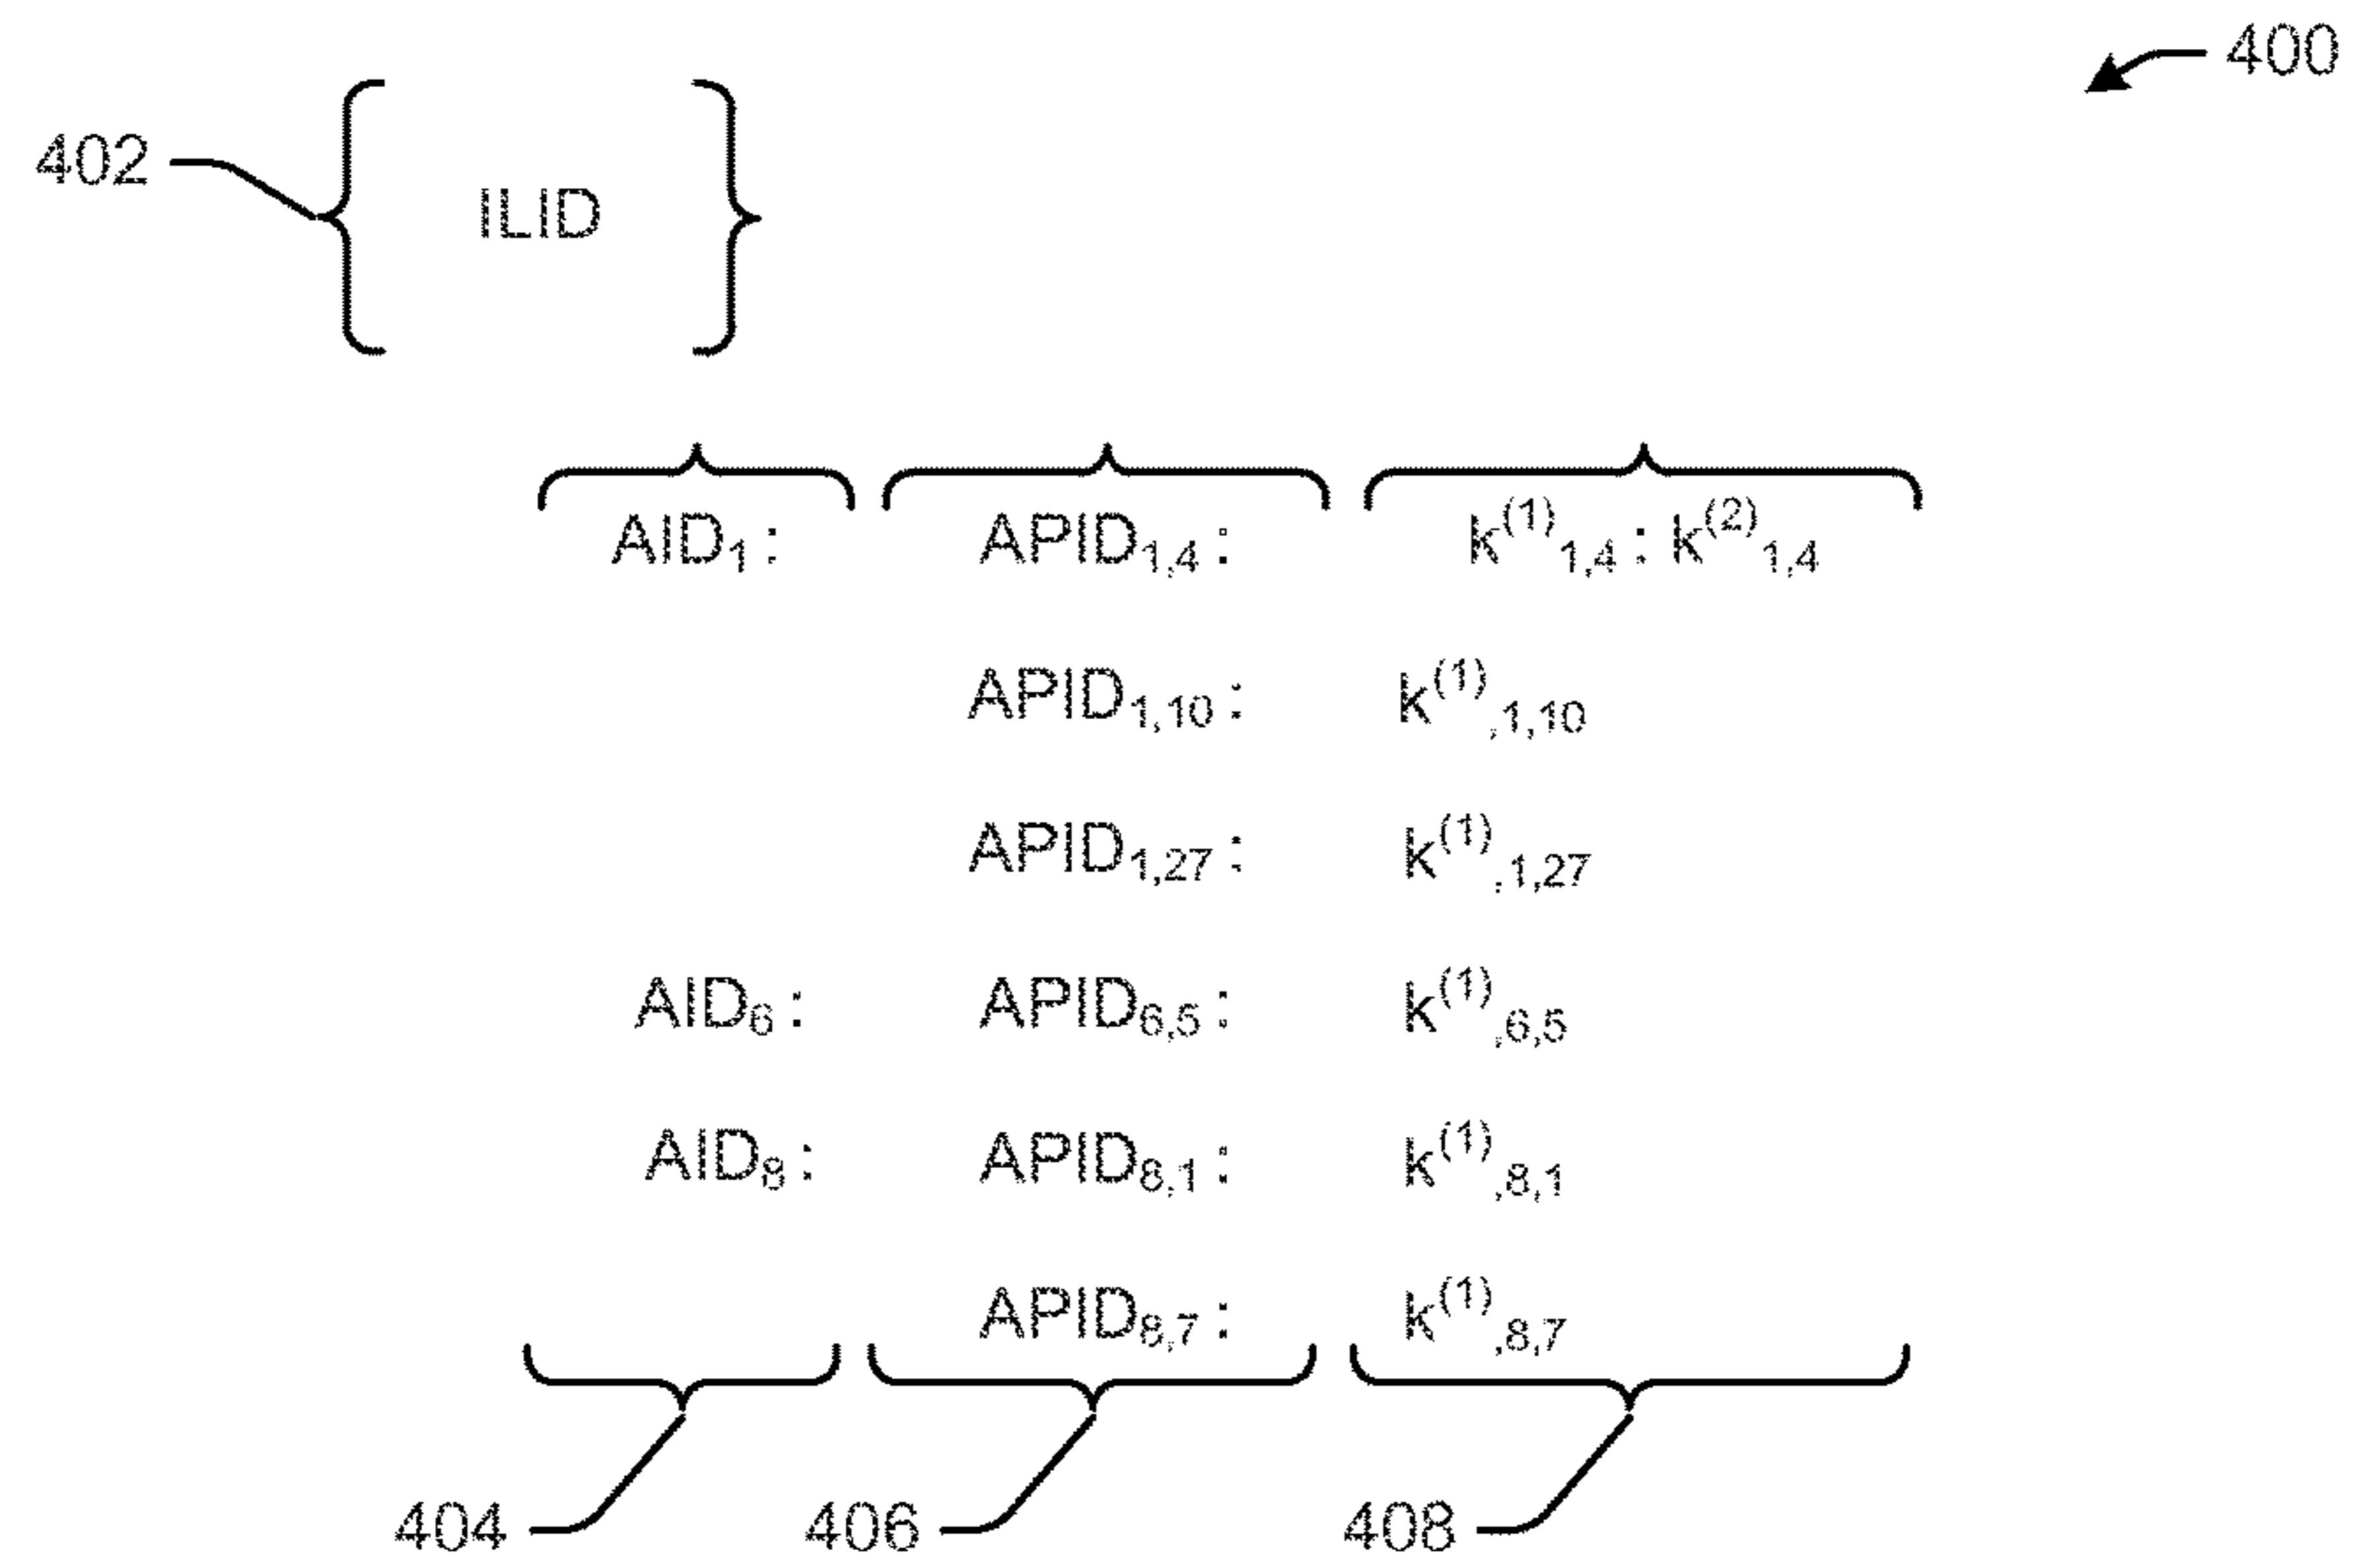 400
402
ILID
AID₁ : APID₁,₄ : k⁽¹⁾₁,₄ : k⁽²⁾₁,₄
APID₁,₁₀ : k⁽¹⁾,₁,₁₀
APID₁,₂₇ : k⁽¹⁾,₁,₂₇
AID₆ : APID₆,₅ : k⁽¹⁾,₆,₅
AID₈ : APID₈,₁ : k⁽¹⁾,₈,₁
APID₈,₇ : k⁽¹⁾,₈,₇
404 406 408